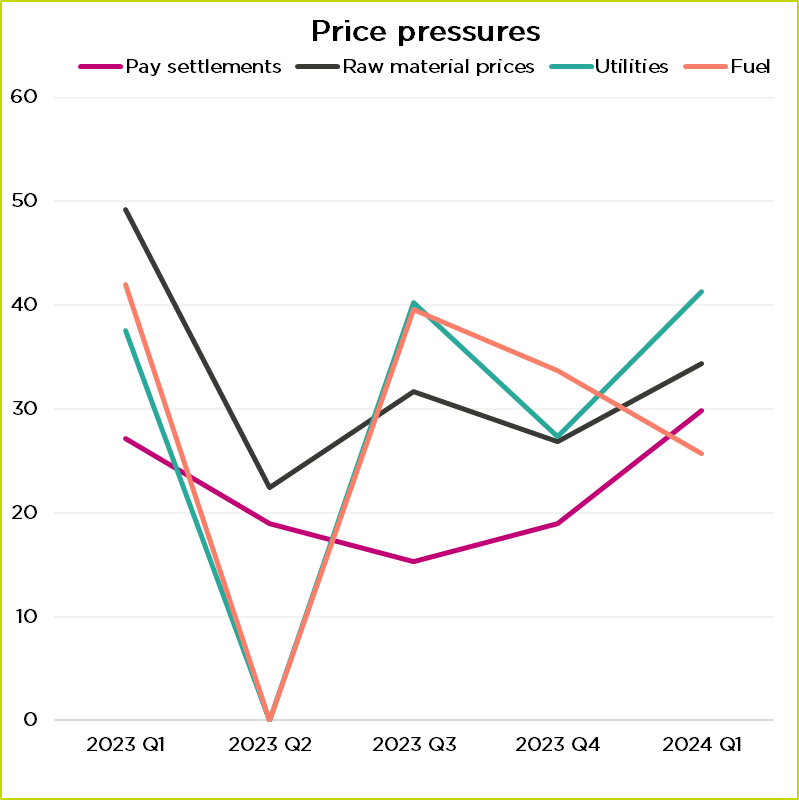 Price pressures
Pay settlements Raw material prices Utilities Fuel
60
50
40
30
20
10
0
2023 Q1 2023 Q2 2023 Q3 2023 Q4 2024 Q1